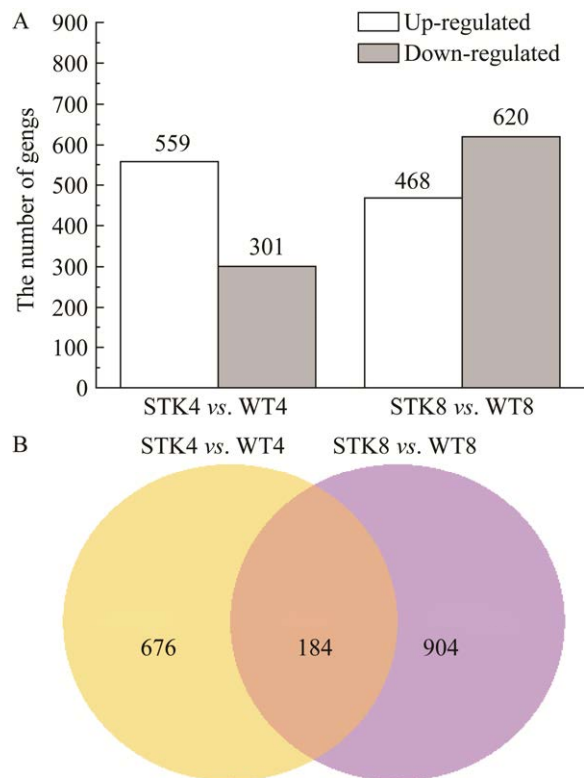 A
Up-regulated
Down-regulated
The number of gengs
900
800
700
600
500
400
300
200
100
0
559
301
468
620
STK4 vs. WT4
STK8 vs. WT8
B
STK4 vs. WT4
STK8 vs. WT8
676
184
904